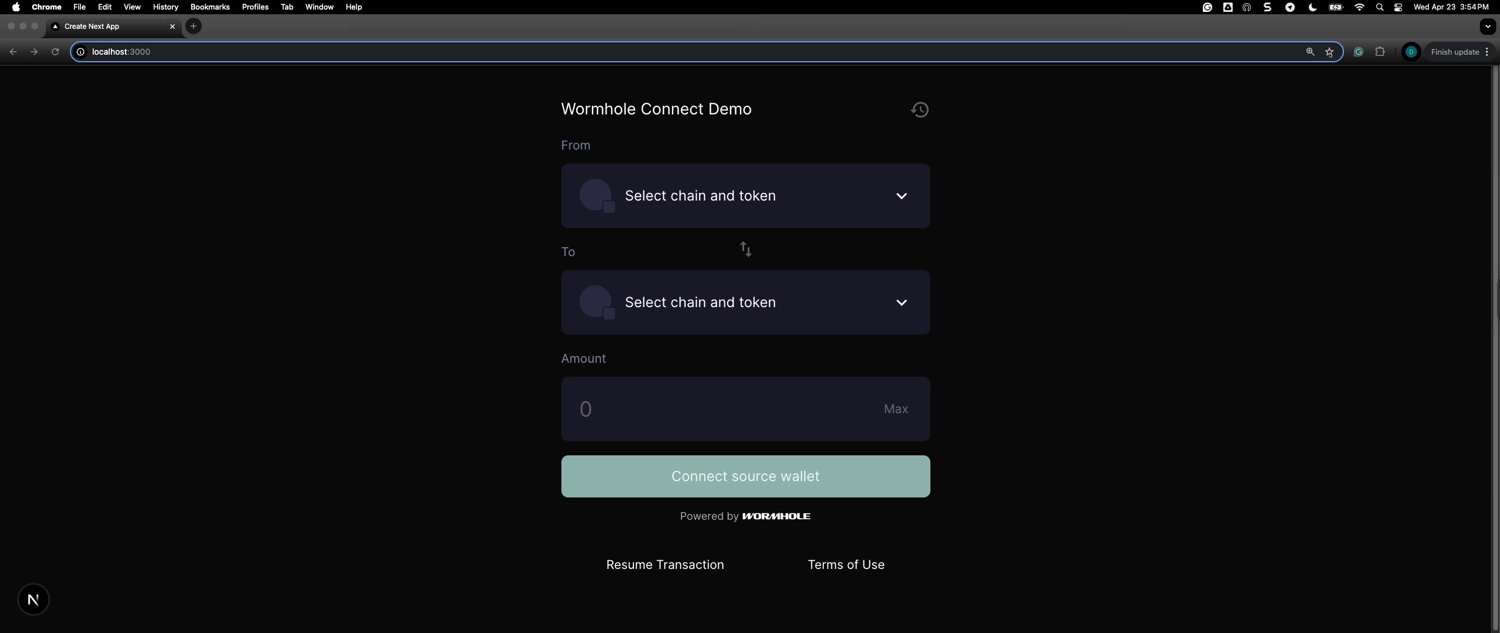 Chrome File Edit View History Bookmarks Profiles Tab Window Help Wed Apr 23 3:54 PM
Create Next App
localhost:3000 Finish update
Wormhole Connect Demo
From
Select chain and token
To
Select chain and token
Amount
0 Max
Connect source wallet
Powered by WORMHOLE
Resume Transaction Terms of Use
N